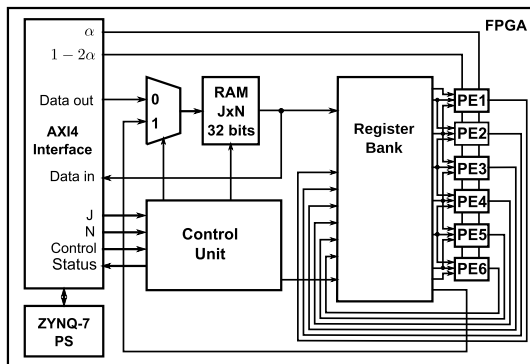 FPGA
α
1 − 2α
Data out
AXI4
Interface
Data in
J
N
Control
Status
ZYNQ-7
PS
0
1
RAM
JxN
32 bits
Control
Unit
Register
Bank
PE1
PE2
PE3
PE4
PE5
PE6